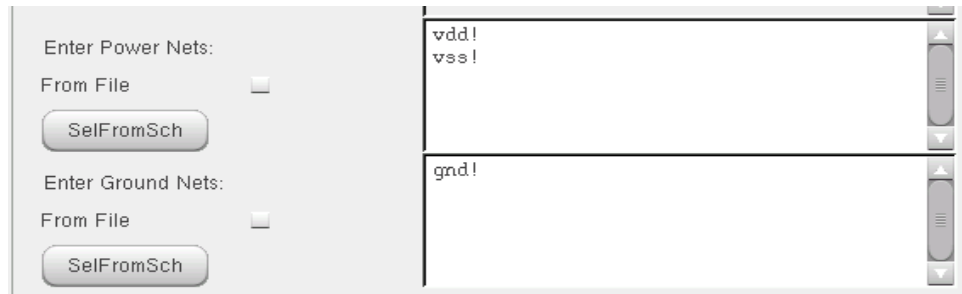 Enter Power Nets:
vdd!
vss!
From File
SelFromSch
Enter Ground Nets:
gnd!
From File
SelFromSch